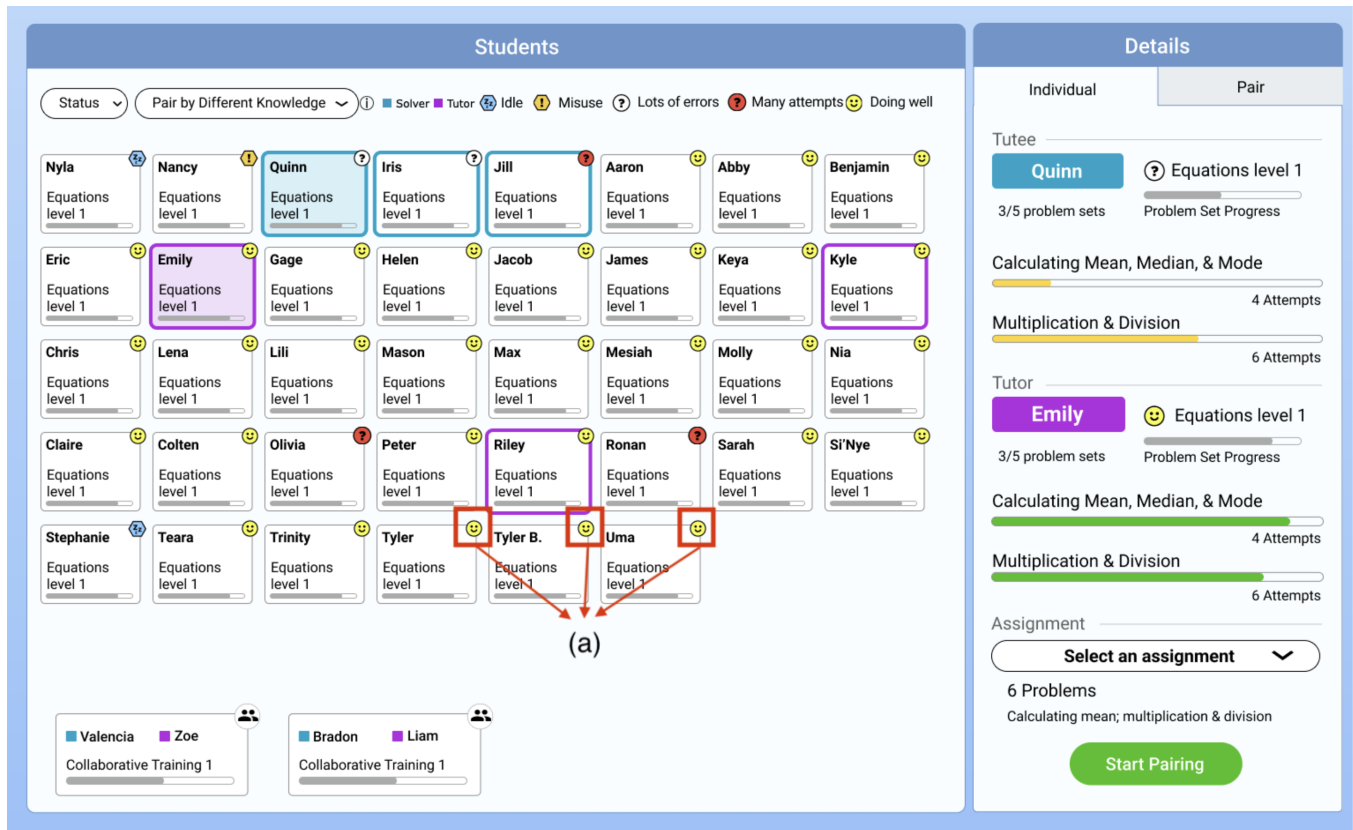 Students
Status
Pair by Different Knowledge
Solver Tutor Idle Misuse Lots of errors Many attempts Doing well
Nyla Nancy Quinn Iris Jill Aaron Abby Benjamin
Equations Equations Equations Equations Equations Equations Equations Equations
level 1 level 1 level 1 level 1 level 1 level 1 level 1 level 1
Eric Emily Gage Helen Jacob James Keya Kyle
Equations Equations Equations Equations Equations Equations Equations Equations
level 1 level 1 level 1 level 1 level 1 level 1 level 1 level 1
Chris Lena Lili Mason Max Mesiah Molly Nia
Equations Equations Equations Equations Equations Equations Equations Equations
level 1 level 1 level 1 level 1 level 1 level 1 level 1 level 1
Claire Colten Olivia Peter Riley Ronan Sarah Si'Nye
Equations Equations Equations Equations Equations Equations Equations Equations
level 1 level 1 level 1 level 1 level 1 level 1 level 1 level 1
Stephanie Teara Trinity Tyler Tyler B. Uma
Equations Equations Equations Equations Equations Equations
level 1 level 1 level 1 level 1 level 1 level 1
(a)
Valencia Zoe
Collaborative Training 1
Bradon Liam
Collaborative Training 1
Details
Individual
Pair
Tutee
Quinn
Equations level 1
3/5 problem sets
Problem Set Progress
Calculating Mean, Median, & Mode
4 Attempts
Multiplication & Division
6 Attempts
Tutor
Emily
Equations level 1
3/5 problem sets
Problem Set Progress
Calculating Mean, Median, & Mode
4 Attempts
Multiplication & Division
6 Attempts
Assignment
Select an assignment
6 Problems
Calculating mean; multiplication & division
Start Pairing